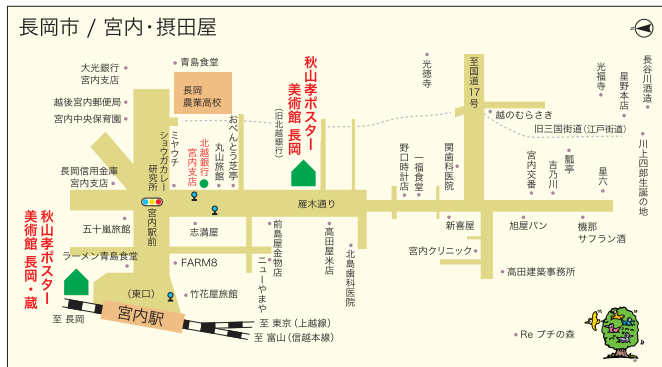 長岡市 / 宮内・摂田屋
大光銀行
宮内支店
青島食堂
越後宮内郵便局
宮内中央保育園
長岡
農業高校
秋山孝ポスター
美術館 長岡
(旧北越銀行)
光徳寺
至国道17号
越のむらさき
旧三国街道(江戸街道)
光福寺
星野本店
長谷川酒造
川上四郎生誕の地
長岡信用金庫
宮内支店
ミヤウチ
ショウガカレー
研究所
北越銀行
宮内支店
丸山旅館
おべんとう芝亭
野口時計店
一福食堂
関歯科医院
宮内交番
吉乃川
瓢亭
星六
雁木通り
宮内駅前
秋山孝ポスター
美術館 長岡・蔵
五十嵐旅館
志満屋
前島屋金物店
高田屋米店
北島歯科医院
新喜屋
旭屋パン
機那
サフラン酒
ラーメン青島食堂
FARM8
ニューやまや
宮内クリニック
高田建築事務所
(東口)
竹花屋旅館
宮内駅
至 長岡
至 東京(上越線)
至 富山(信越本線)
Re プチの森